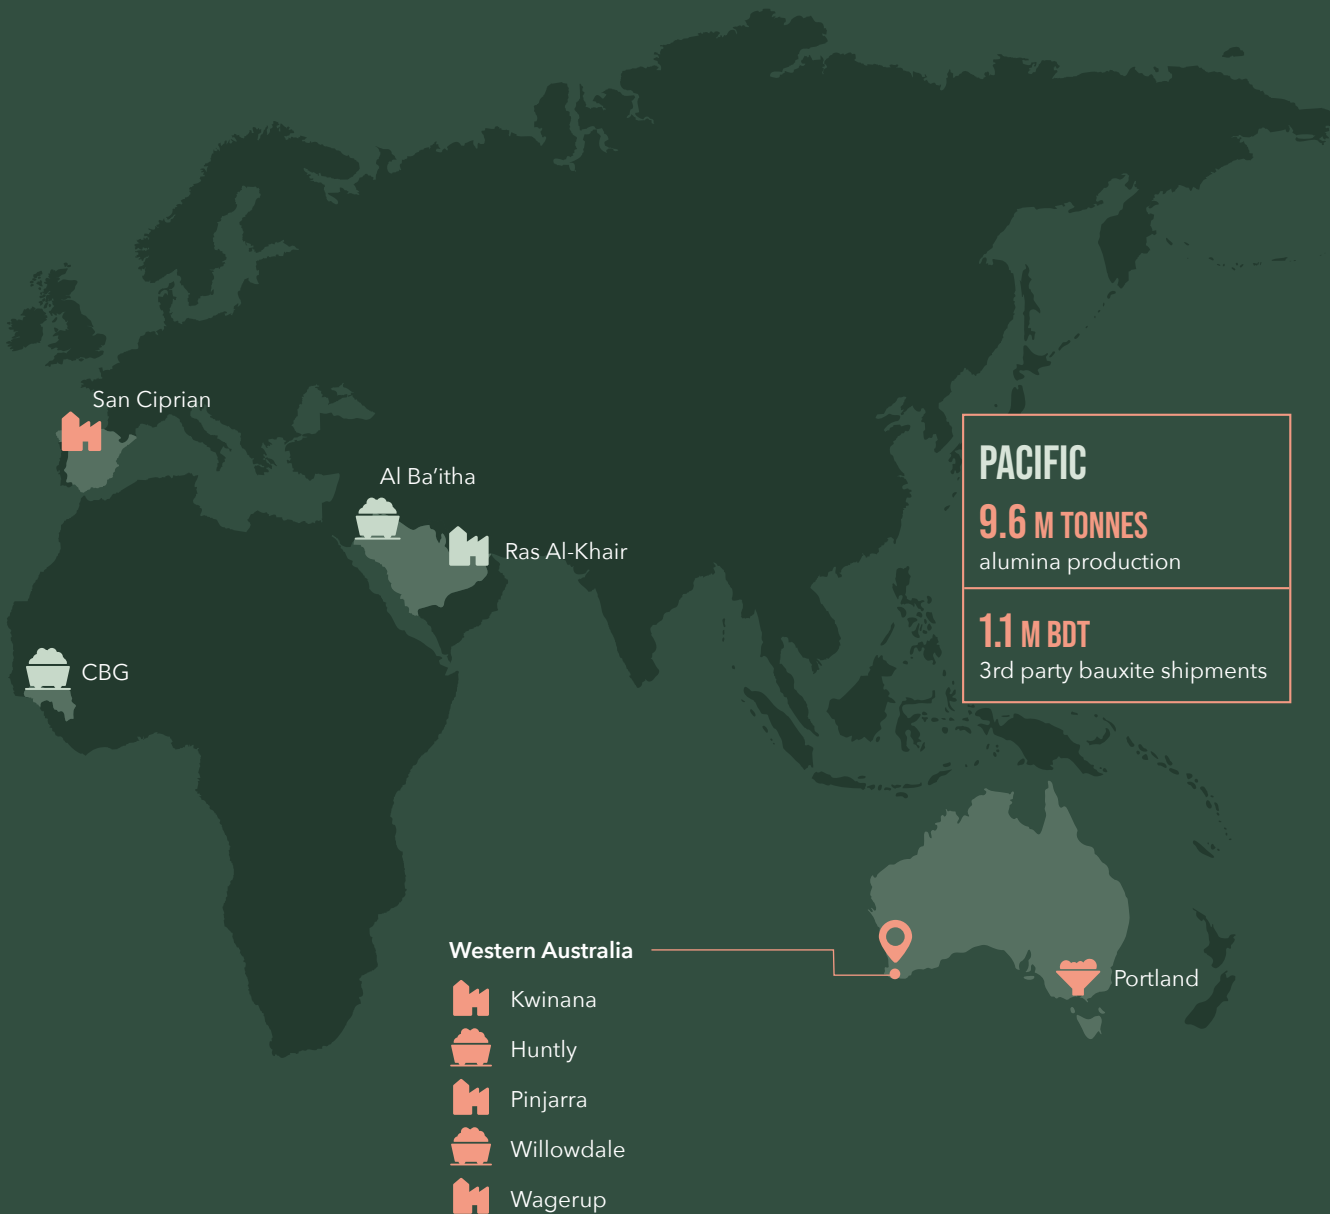 San Ciprian
Al Ba’itha
Ras Al-Khair
CBG
PACIFIC
9.6 M TONNES
alumina production
1.1 M BDT
3rd party bauxite shipments
Western Australia
Kwinana
Huntly
Pinjarra
Willowdale
Wagerup
Portland